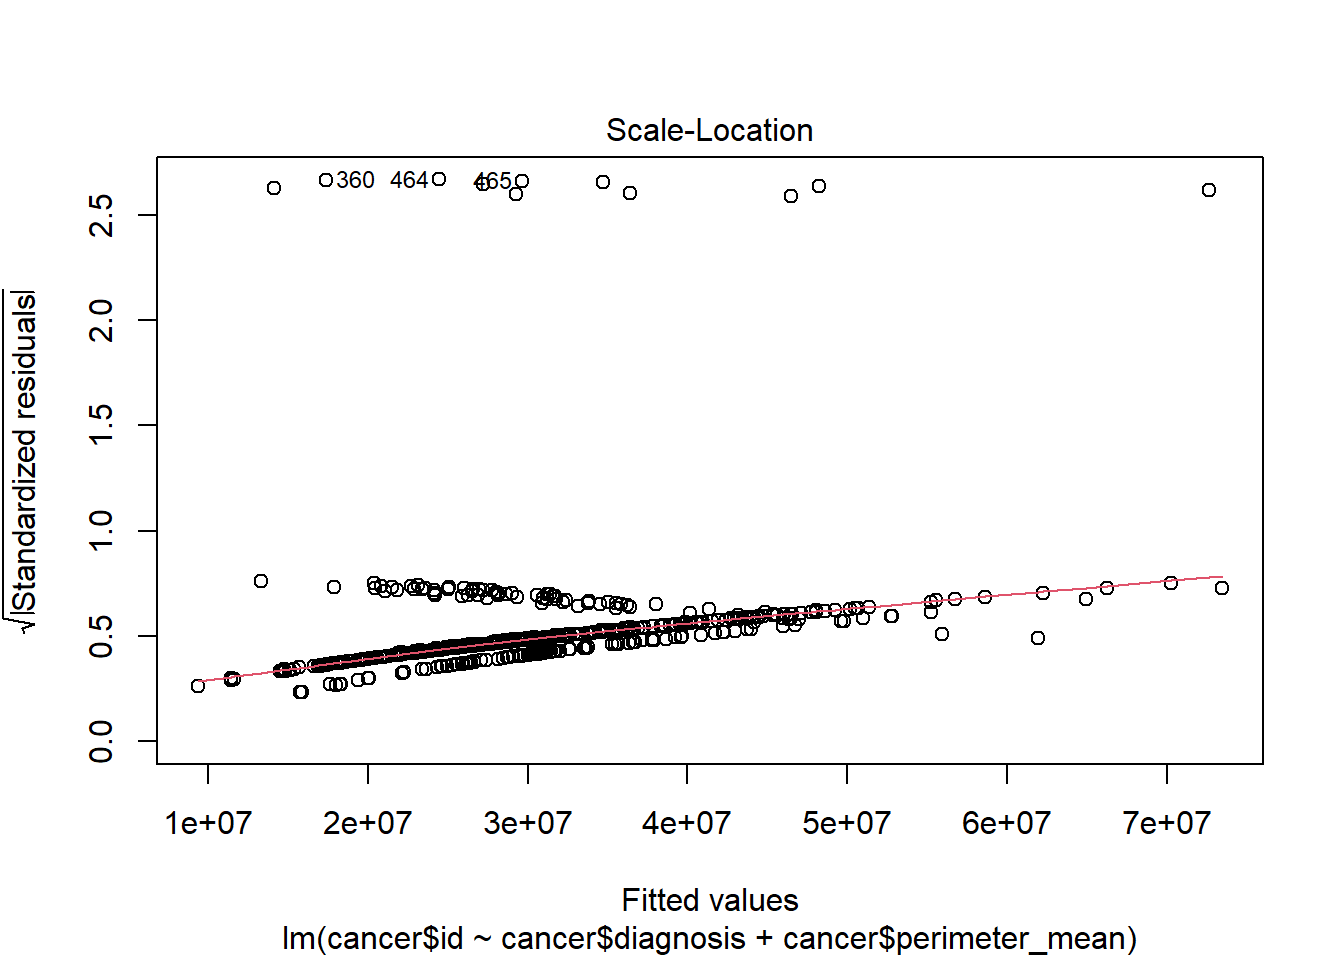 Scale-Location
360 464 465
√|Standardized residuals|
2.5
2.0
1.5
1.0
0.5
0.0
1e+07 2e+07 3e+07 4e+07 5e+07 6e+07 7e+07
Fitted values
lm(cancer$id ~ cancer$diagnosis + cancer$perimeter_mean)